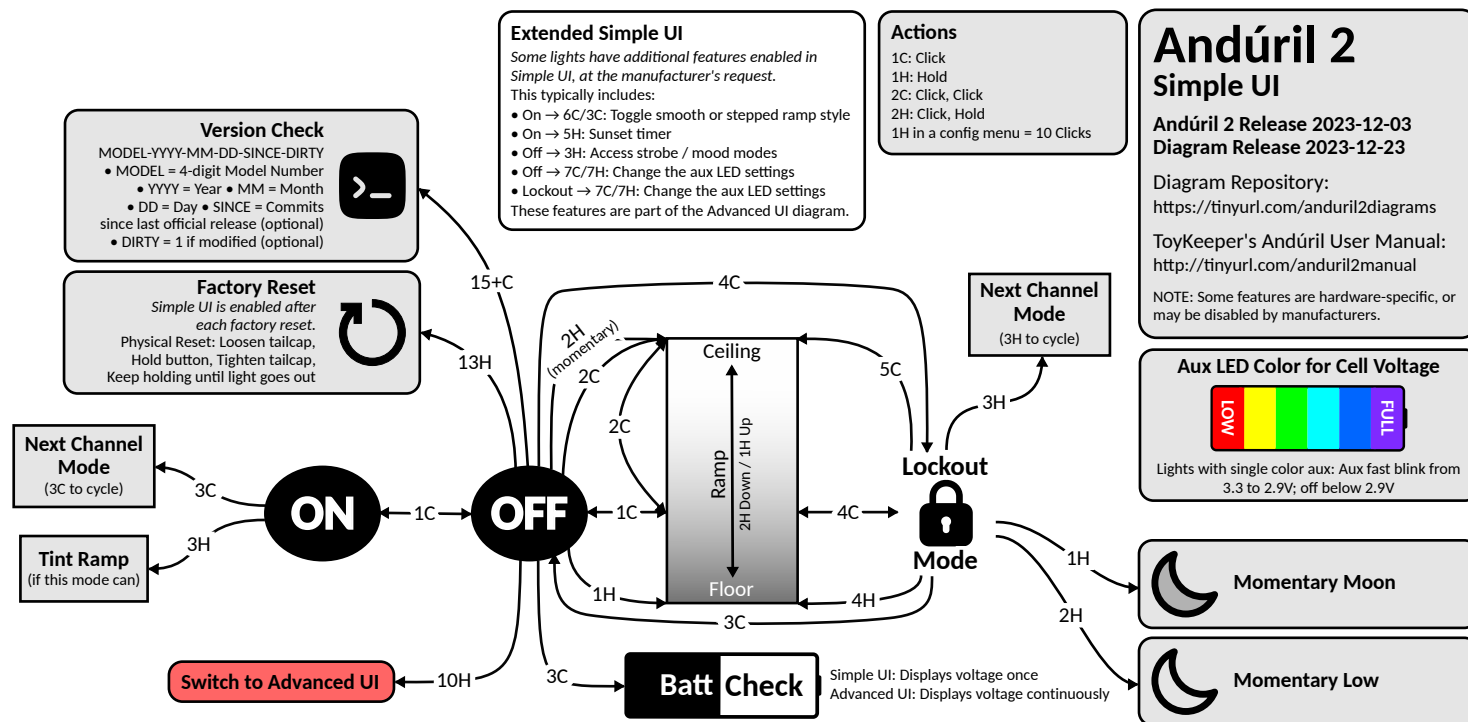 Extended Simple UI
Some lights have additional features enabled in
Simple UI, at the manufacturer's request.
This typically includes:
• On → 6C/3C: Toggle smooth or stepped ramp style
• On → 5H: Sunset timer
• Off → 3H: Access strobe / mood modes
• Off → 7C/7H: Change the aux LED settings
• Lockout → 7C/7H: Change the aux LED settings
These features are part of the Advanced UI diagram.
Actions
1C: Click
1H: Hold
2C: Click, Click
2H: Click, Hold
1H in a config menu = 10 Clicks
Andúril 2
Simple UI
Andúril 2 Release 2023-12-03
Diagram Release 2023-12-23
Diagram Repository:
https://tinyurl.com/anduril2diagrams
ToyKeeper's Andúril User Manual:
http://tinyurl.com/anduril2manual
NOTE: Some features are hardware-specific, or
may be disabled by manufacturers.
Version Check
MODEL-YYYY-MM-DD-SINCE-DIRTY
• MODEL = 4-digit Model Number
• YYYY = Year • MM = Month
• DD = Day • SINCE = Commits
since last official release (optional)
• DIRTY = 1 if modified (optional)
Factory Reset
Simple UI is enabled after
each factory reset.
Physical Reset: Loosen tailcap,
Hold button, Tighten tailcap,
Keep holding until light goes out
15+C
13H
4C
2H
(momentary)
2C
2C
5C
Ceiling
Ramp
2H Down / 1H Up
Floor
Next Channel
Mode
(3H to cycle)
3H
Aux LED Color for Cell Voltage
LOW
FULL
Lights with single color aux: Aux fast blink from
3.3 to 2.9V; off below 2.9V
Next Channel
Mode
(3C to cycle)
3C
3H
Tint Ramp
(if this mode can)
ON
1C
OFF
1C
4C
Lockout
Mode
1H
4H
3C
1H
2H
Momentary Moon
Momentary Low
Switch to Advanced UI
10H
3C
Batt Check
Simple UI: Displays voltage once
Advanced UI: Displays voltage continuously